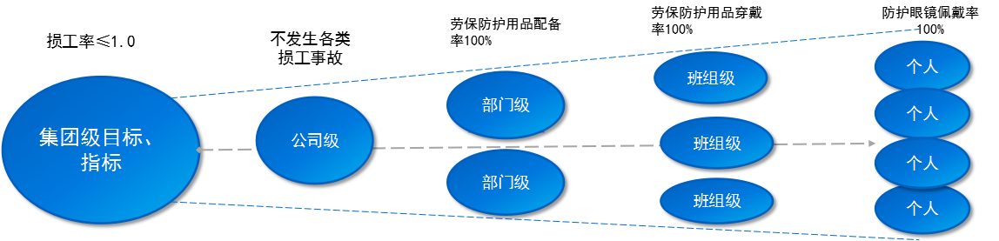 损工率≤1.0
不发生各类
损工事故
劳保防护用品配备
率100%
劳保防护用品穿戴
率100%
防护眼镜佩戴率
100%
集团级目标、
指标
公司级
部门级
部门级
班组级
班组级
班组级
个人
个人
个人
个人